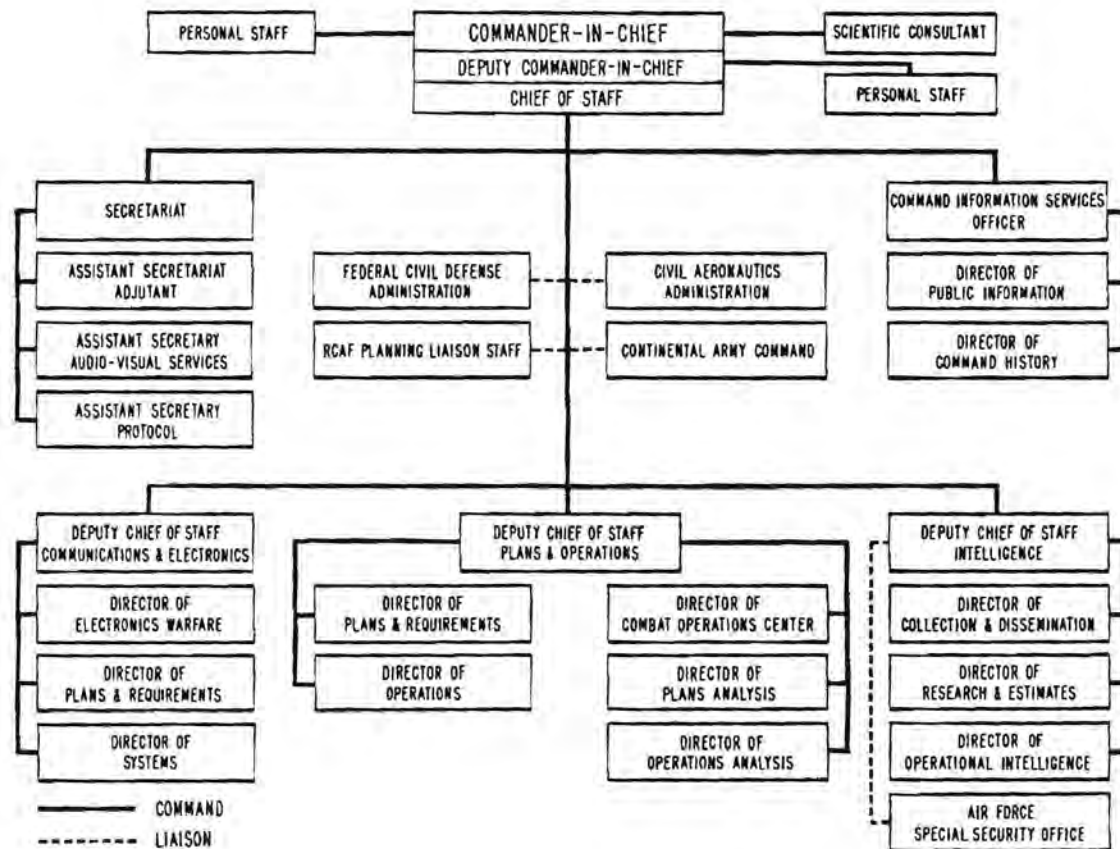 PERSONAL STAFF
COMMANDER-IN-CHIEF
SCIENTIFIC CONSULTANT
DEPUTY COMMANDER-IN-CHIEF
CHIEF OF STAFF
PERSONAL STAFF
SECRETARIAT
COMMAND INFORMATION SERVICES
OFFICER
ASSISTANT SECRETARIAT
ADJUTANT
FEDERAL CIVIL DEFENSE
ADMINISTRATION
CIVIL AERONAUTICS
ADMINISTRATION
DIRECTOR OF
PUBLIC INFORMATION
ASSISTANT SECRETARY
AUDIO-VISUAL SERVICES
RCAF PLANNING LIAISON STAFF
CONTINENTAL ARMY COMMAND
DIRECTOR OF
COMMAND HISTORY
ASSISTANT SECRETARY
PROTOCOL
DEPUTY CHIEF OF STAFF
COMMUNICATIONS & ELECTRONICS
DEPUTY CHIEF OF STAFF
PLANS & OPERATIONS
DEPUTY CHIEF OF STAFF
INTELLIGENCE
DIRECTOR OF
ELECTRONICS WARFARE
DIRECTOR OF
PLANS & REQUIREMENTS
DIRECTOR OF
COMBAT OPERATIONS CENTER
DIRECTOR OF
COLLECTION & DISSEMINATION
DIRECTOR OF
PLANS & REQUIREMENTS
DIRECTOR OF
OPERATIONS
DIRECTOR OF
PLANS ANALYSIS
DIRECTOR OF
RESEARCH & ESTIMATES
DIRECTOR OF
SYSTEMS
DIRECTOR OF
OPERATIONS ANALYSIS
DIRECTOR OF
OPERATIONAL INTELLIGENCE
AIR FORCE
SPECIAL SECURITY OFFICE
COMMAND
LIAISON